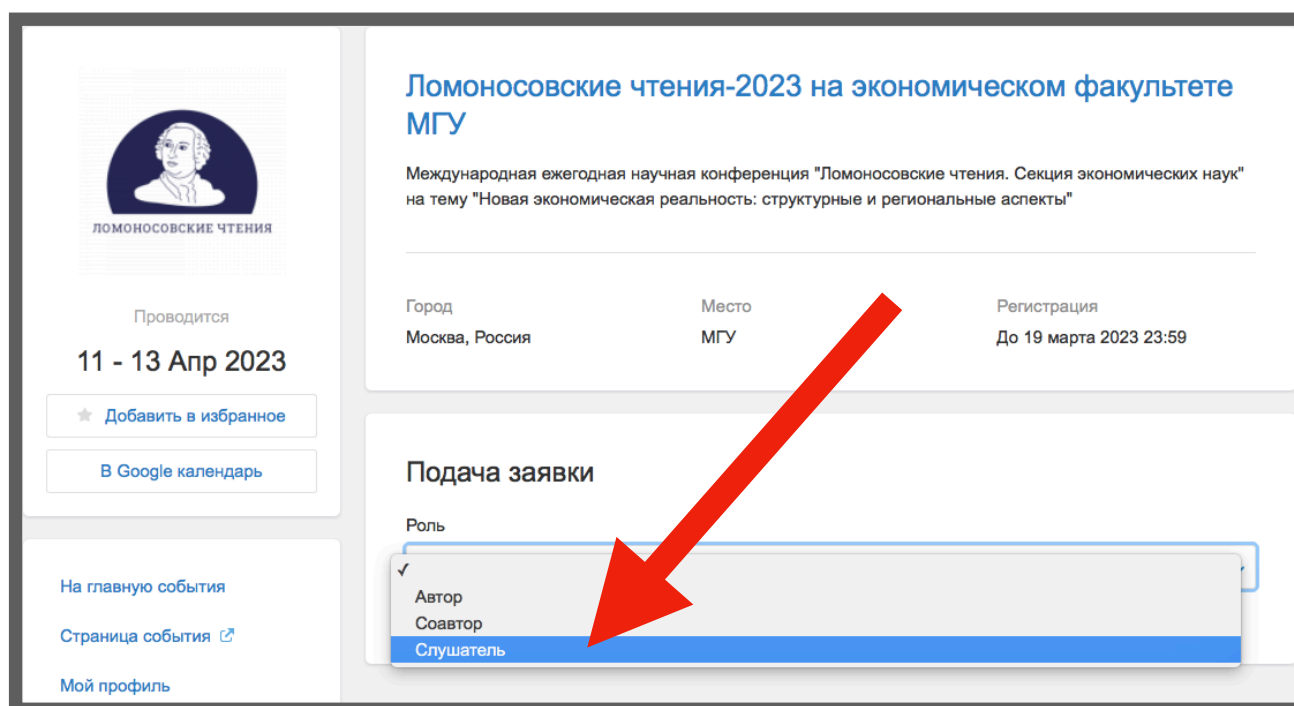 ЛОМОНОСОВСКИЕ ЧТЕНИЯ
Проводится
11 - 13 Апр 2023
Добавить в избранное
В Google календарь
На главную события
Страница события
Мой профиль
Ломоносовские чтения-2023 на экономическом факультете
МГУ
Международная ежегодная научная конференция "Ломоносовские чтения. Секция экономических наук"
на тему "Новая экономическая реальность: структурные и региональные аспекты"
Город
Москва, Россия
Место
МГУ
Регистрация
До 19 марта 2023 23:59
Подача заявки
Роль
Автор
Соавтор
Слушатель